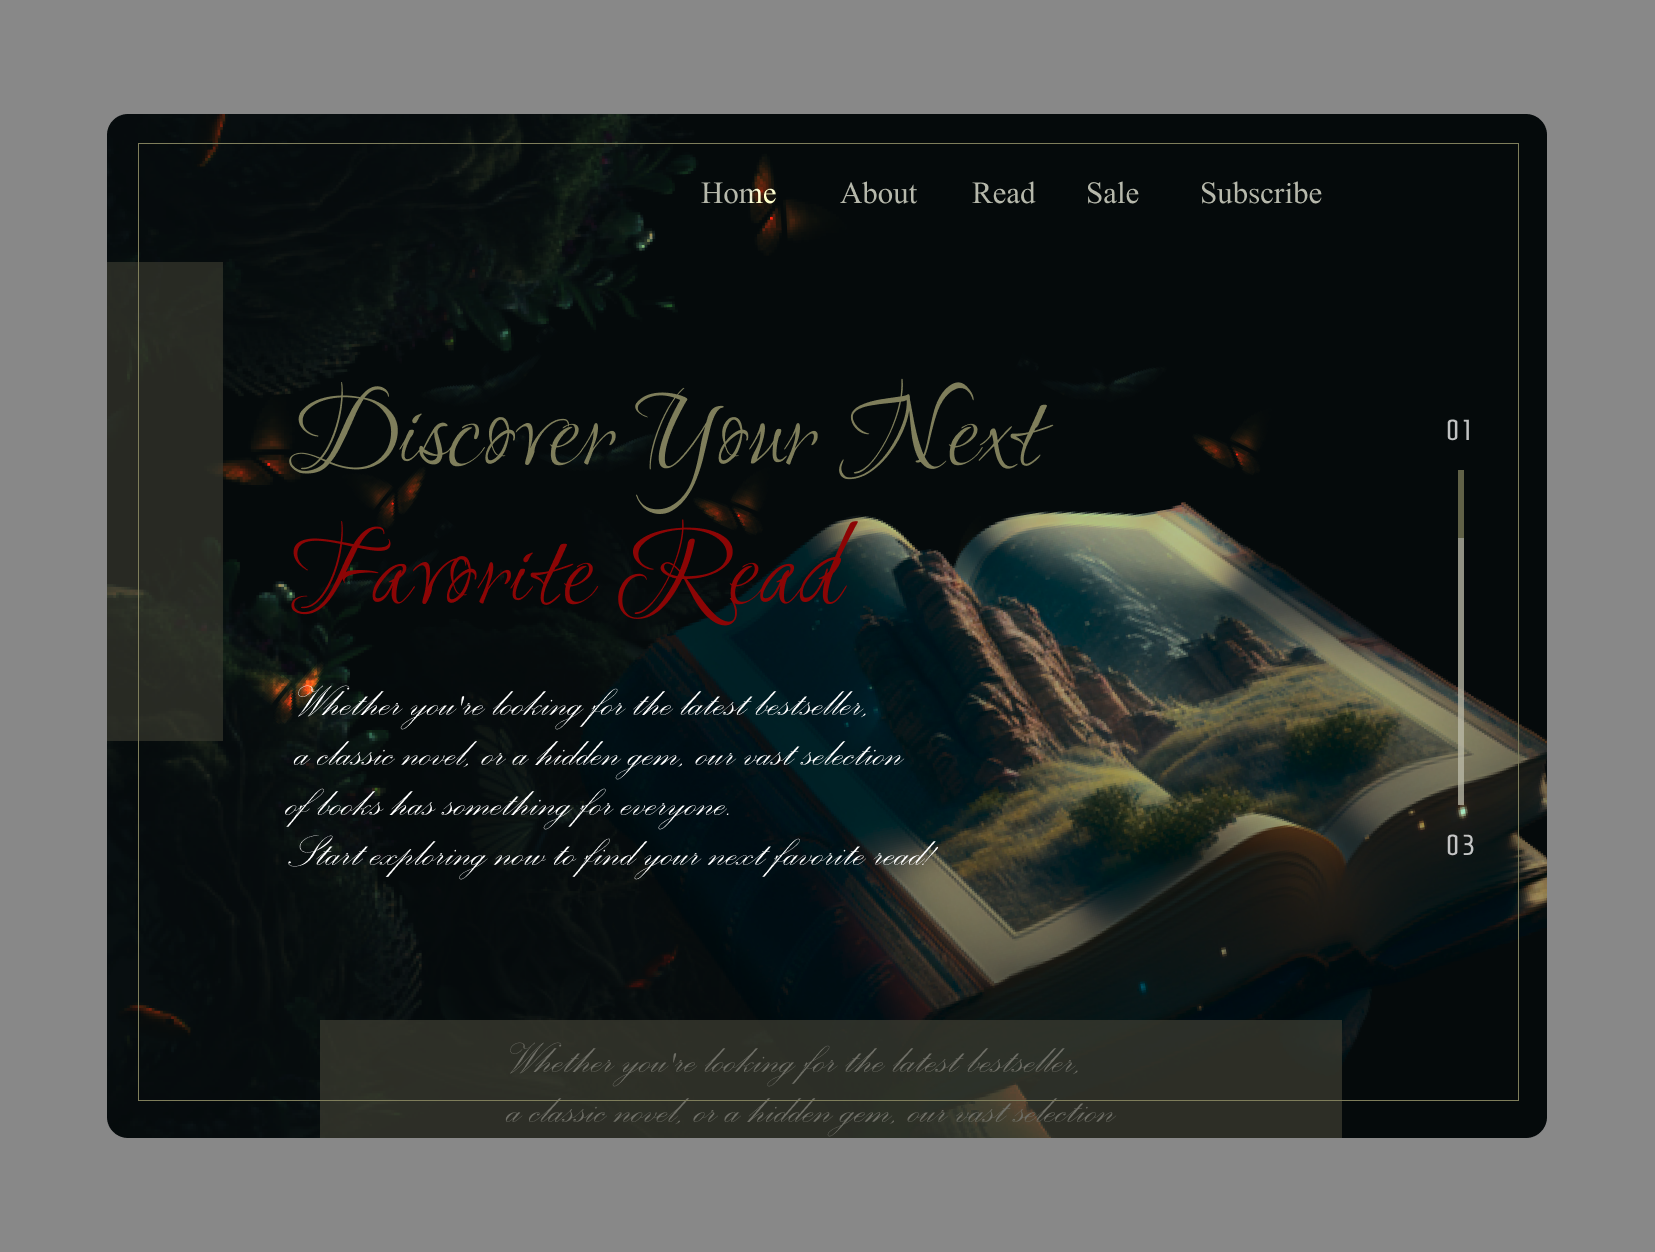 Home About Read Sale Subscribe
Discover Your Next
Favorite Read
01
03
Whether you're looking for the latest bestseller,
a classic novel, or a hidden gem, our vast selection
of books has something for everyone.
Start exploring now to find your next favorite read!
Whether you're looking for the latest bestseller,
a classic novel, or a hidden gem, our vast selection